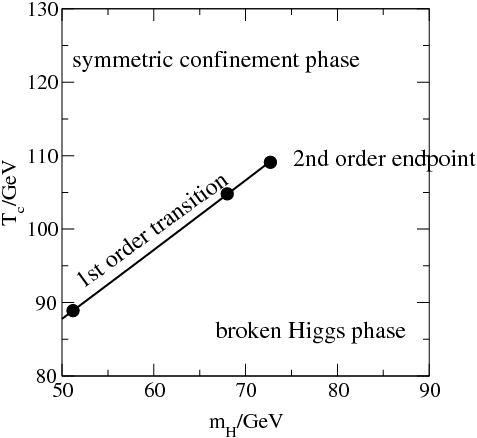 130
symmetric confinement phase
120
2nd order endpoint
110
T_c/GeV
1st order transition
100
90
broken Higgs phase
80
50 60 70 80 90
m_H/GeV